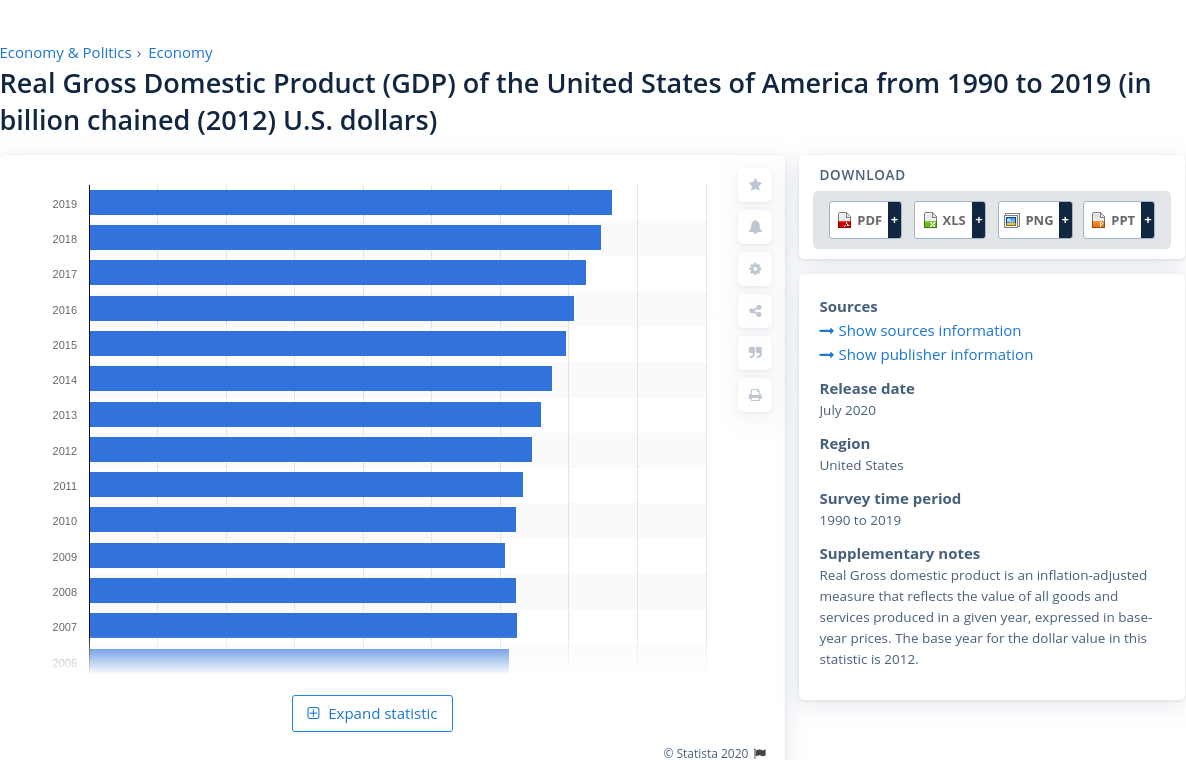 Economy & Politics › Economy
Real Gross Domestic Product (GDP) of the United States of America from 1990 to 2019 (in
billion chained (2012) U.S. dollars)
2019
2018
2017
2016
2015
2014
2013
2012
2011
2010
2009
2008
2007
2006
Expand statistic
© Statista 2020
DOWNLOAD
PDF + XLS + PNG + PPT +
Sources
Show sources information
Show publisher information
Release date
July 2020
Region
United States
Survey time period
1990 to 2019
Supplementary notes
Real Gross domestic product is an inflation-adjusted
measure that reflects the value of all goods and
services produced in a given year, expressed in base-
year prices. The base year for the dollar value in this
statistic is 2012.